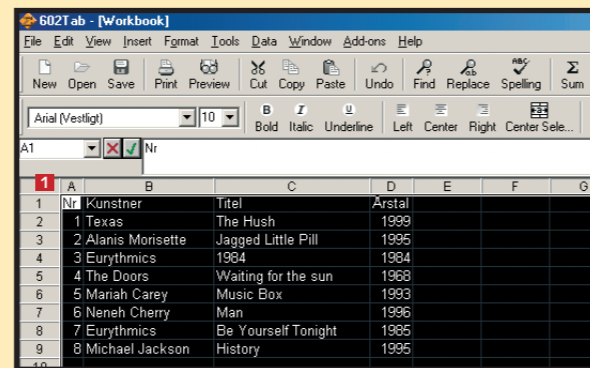 602Tab - [Workbook]
File Edit View Insert Format Tools Data Window Add-ons Help
New Open Save Print Preview Cut Copy Paste Undo Find Replace Spelling Sum
Arial (Vestligt) 10 B Bold I Italic U Underline Left Center Right Center Sele...
A1 Nr
1 A B C D E F G
1 Nr Kunstner Titel Årstal
2 1 Texas The Hush 1999
3 2 Alanis Morisette Jagged Little Pill 1995
4 3 Eurythmics 1984 1984
5 4 The Doors Waiting for the sun 1968
6 5 Mariah Carey Music Box 1993
7 6 Neneh Cherry Man 1996
8 7 Eurythmics Be Yourself Tonight 1985
9 8 Michael Jackson History 1995
10